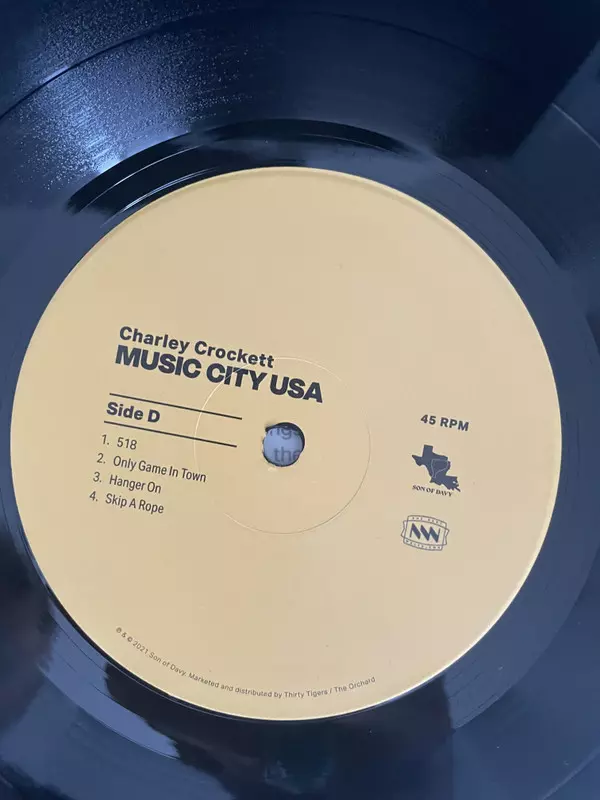 Charley Crockett
MUSIC CITY USA
Side D
1. 518
2. Only Game In Town
3. Hanger On
4. Skip A Rope
45 RPM
SON OF DAVY
the
℗ & © 2021 Son of Davy. Marketed and distributed by Thirty Tigers / The Orchard